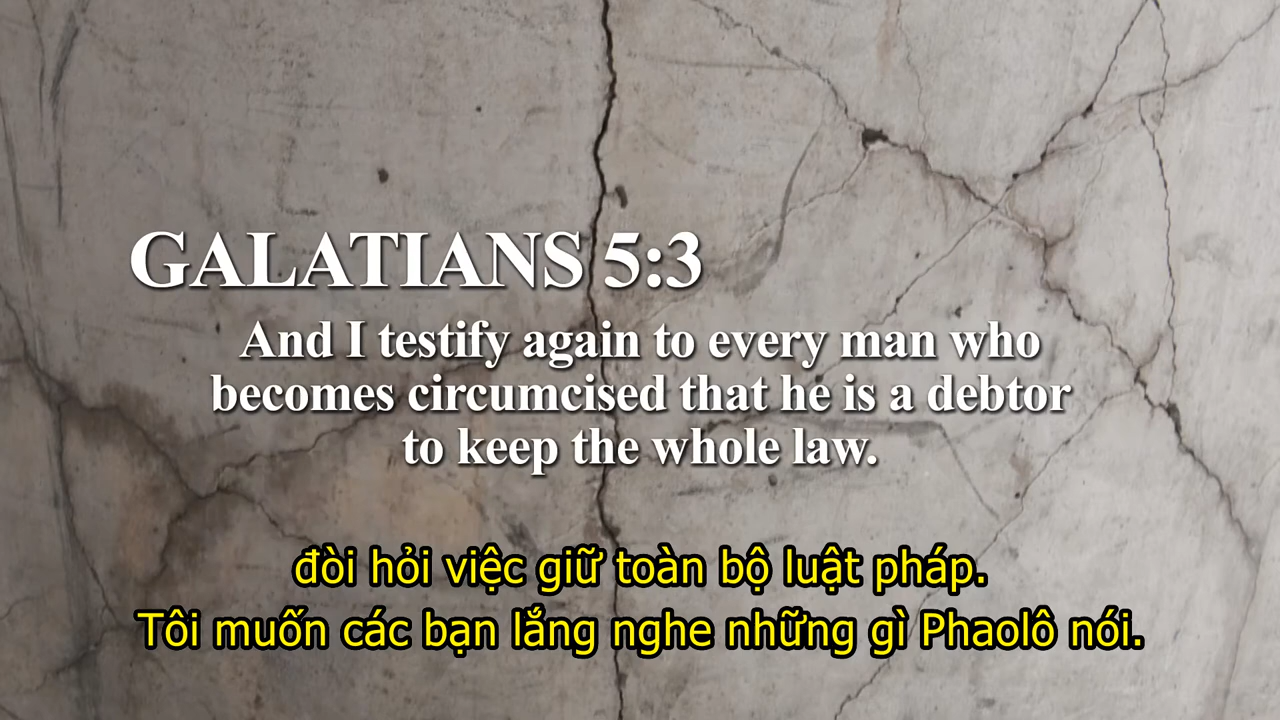 GALATIANS 5:3
And I testify again to every man who
becomes circumcised that he is a debtor
to keep the whole law.
đòi hỏi việc giữ toàn bộ luật pháp.
Tôi muốn các bạn lắng nghe những gì Phaolô nói.